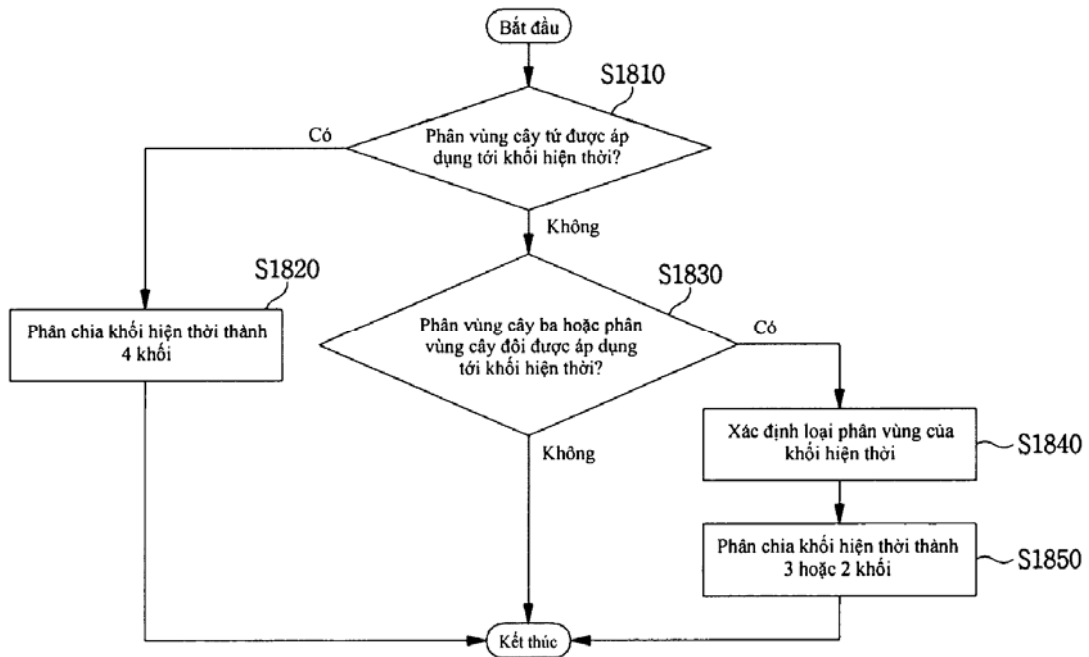 Bắt đầu
S1810
Phân vùng cây tứ được áp
dụng tới khối hiện thời?
Có
Không
S1820
Phân chia khối hiện thời thành
4 khối
S1830
Phân vùng cây ba hoặc phân
vùng cây đôi được áp dụng
tới khối hiện thời?
Có
Không
Xác định loại phân vùng của
khối hiện thời
S1840
Phân chia khối hiện thời thành
3 hoặc 2 khối
S1850
Kết thúc